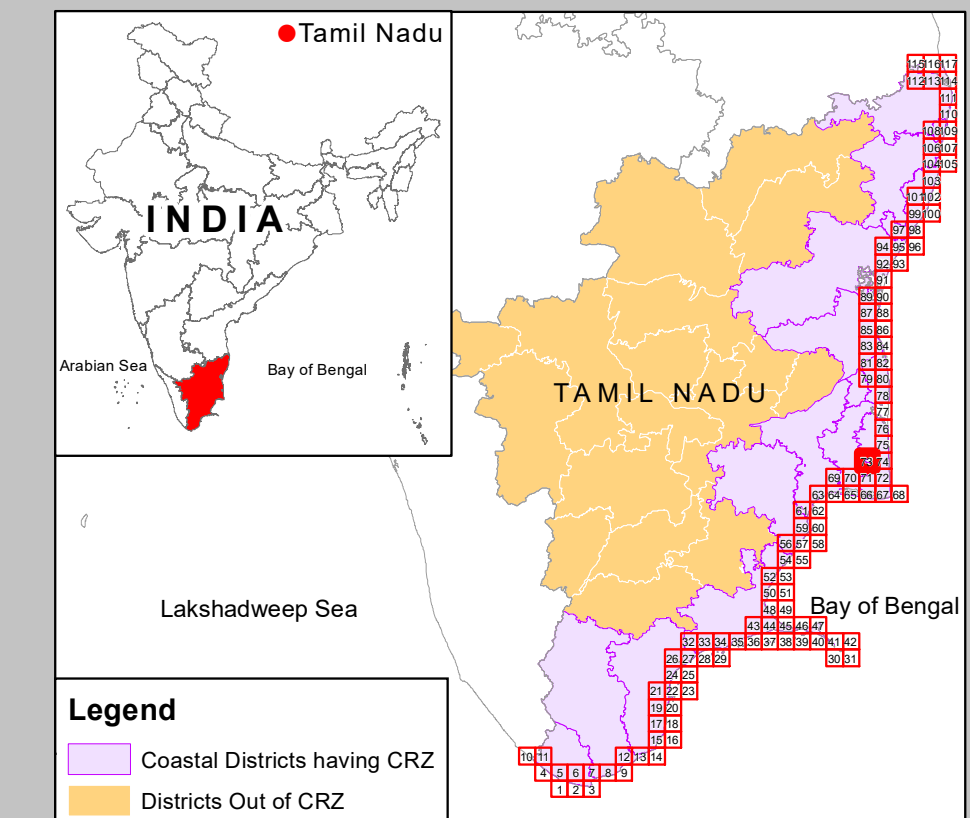 Tamil Nadu
INDIA
Arabian Sea
Bay of Bengal
115 116 117
112 113 114
111
110
108 109
106 107
104 105
103
101 102
99 100
97 98
94 95 96
92 93
91
89 90
87 88
85 86
83 84
81 82
79 80
TAMIL NADU
78
77
76
75
73 74
69 70 71 72
63 64 65 66 67 68
61 62
59 60
56 57 58
54 55
52 53
50 51
48 49
Lakshadweep Sea
Bay of Bengal
43 44 45 46 47
32 33 34 35 36 37 38 39 40 41 42
26 27 28 29 30 31
24 25
21 22 23
19 20
17 18
15 16
10 11 12 13 14
4 5 6 7 8 9
1 2 3
Legend
Coastal Districts having CRZ
Districts Out of CRZ